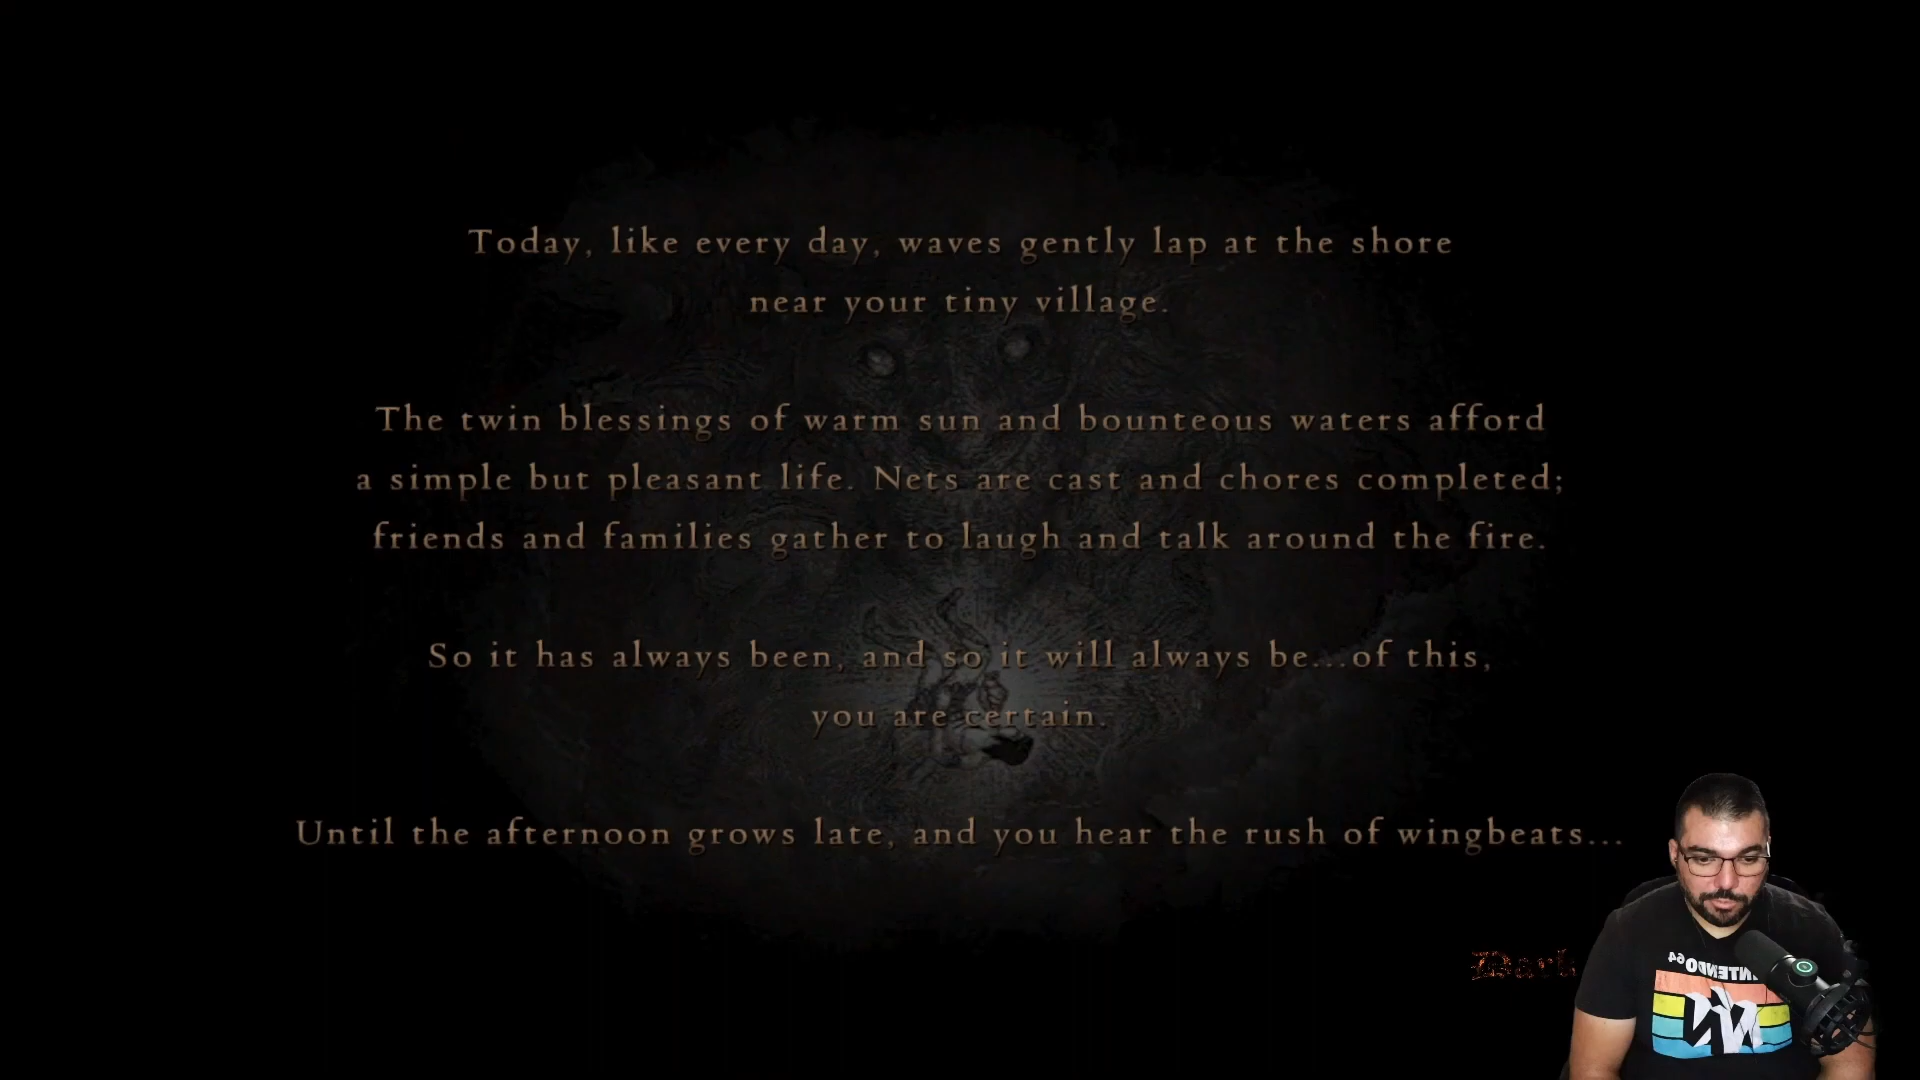 Today, like every day, waves gently lap at the shore
near your tiny village.
The twin blessings of warm sun and bounteous waters afford
a simple but pleasant life. Nets are cast and chores completed;
friends and families gather to laugh and talk around the fire.
So it has always been, and so it will always be...of this,
you are certain.
Until the afternoon grows late, and you hear the rush of wingbeats...
Dark
NINTENDO64